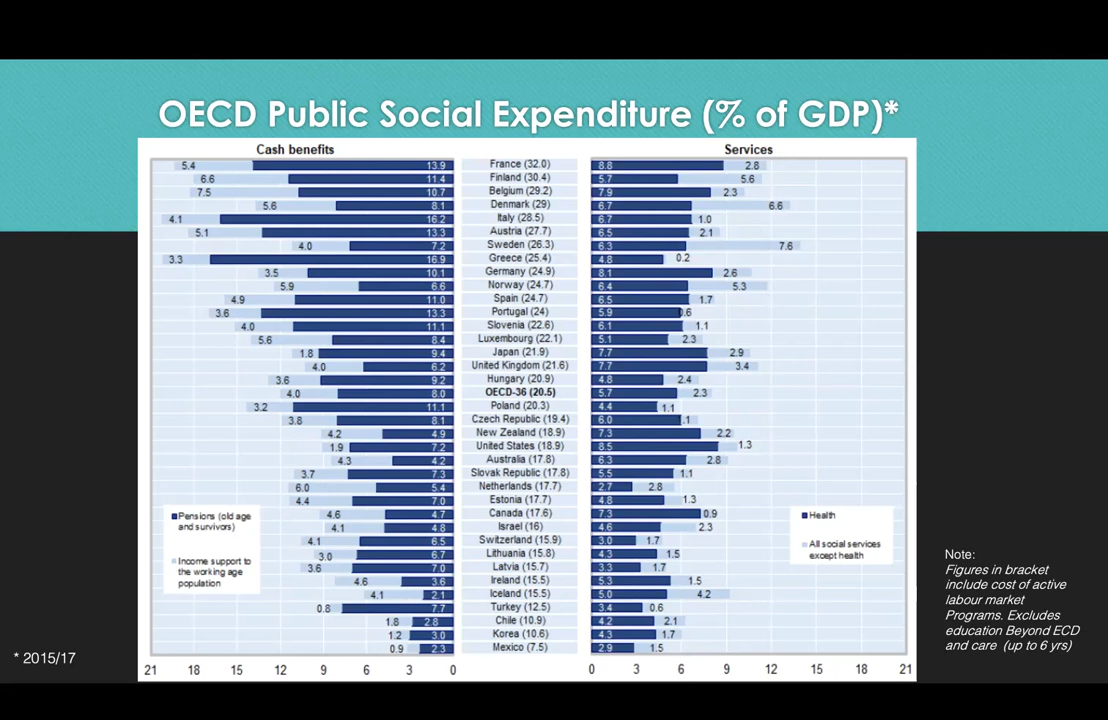 OECD Public Social Expenditure (% of GDP)*
Cash benefits Services
5.4 13.9 France (32.0) 8.8 2.8
6.6 11.4 Finland (30.4) 5.7 5.6
7.5 10.7 Belgium (29.2) 7.9 2.3
5.6 8.1 Denmark (29) 6.7 6.6
4.1 16.2 Italy (28.5) 6.7 1.0
5.1 13.3 Austria (27.7) 6.5 2.1
4.0 7.2 Sweden (26.3) 6.3 7.6
3.3 16.9 Greece (25.4) 4.8 0.2
3.5 10.1 Germany (24.9) 8.1 2.6
5.9 6.6 Norway (24.7) 6.4 5.3
4.9 11.0 Spain (24.7) 6.5 1.7
3.6 13.3 Portugal (24) 5.9 0.6
4.0 11.1 Slovenia (22.6) 6.1 1.1
5.6 8.4 Luxembourg (22.1) 5.1 2.3
1.8 9.4 Japan (21.9) 7.7 2.9
4.0 6.2 United Kingdom (21.6) 7.7 3.4
3.6 9.2 Hungary (20.9) 4.8 2.4
4.0 8.0 OECD-36 (20.5) 5.7 2.3
3.2 11.1 Poland (20.3) 4.4 1.1
3.8 8.1 Czech Republic (19.4) 6.0 .1
4.2 4.9 New Zealand (18.9) 7.3 2.2
1.9 7.2 United States (18.9) 8.5 1.3
4.3 4.2 Australia (17.8) 6.3 2.8
3.7 7.3 Slovak Republic (17.8) 5.5 1.1
6.0 5.4 Netherlands (17.7) 2.7 2.8
4.4 7.0 Estonia (17.7) 4.8 1.3
4.6 4.7 Canada (17.6) 7.3 0.9
4.1 4.8 Israel (16) 4.6 2.3
4.1 6.5 Switzerland (15.9) 3.0 1.7
3.0 6.7 Lithuania (15.8) 4.3 1.5
3.6 7.0 Latvia (15.7) 3.3 1.7
4.6 3.6 Ireland (15.5) 5.3 1.5
4.1 2.1 Iceland (15.5) 5.0 4.2
0.8 7.7 Turkey (12.5) 3.4 0.6
1.8 2.8 Chile (10.9) 4.2 2.1
1.2 3.0 Korea (10.6) 4.3 1.7
0.9 2.3 Mexico (7.5) 2.9 1.5
Pensions (old age
and survivors)
Income support to
the working age
population
Health
All social services
except health
21 18 15 12 9 6 3 0 0 3 6 9 12 15 18 21
Note:
Figures in bracket
include cost of active
labour market
Programs. Excludes
education Beyond ECD
and care (up to 6 yrs)
* 2015/17